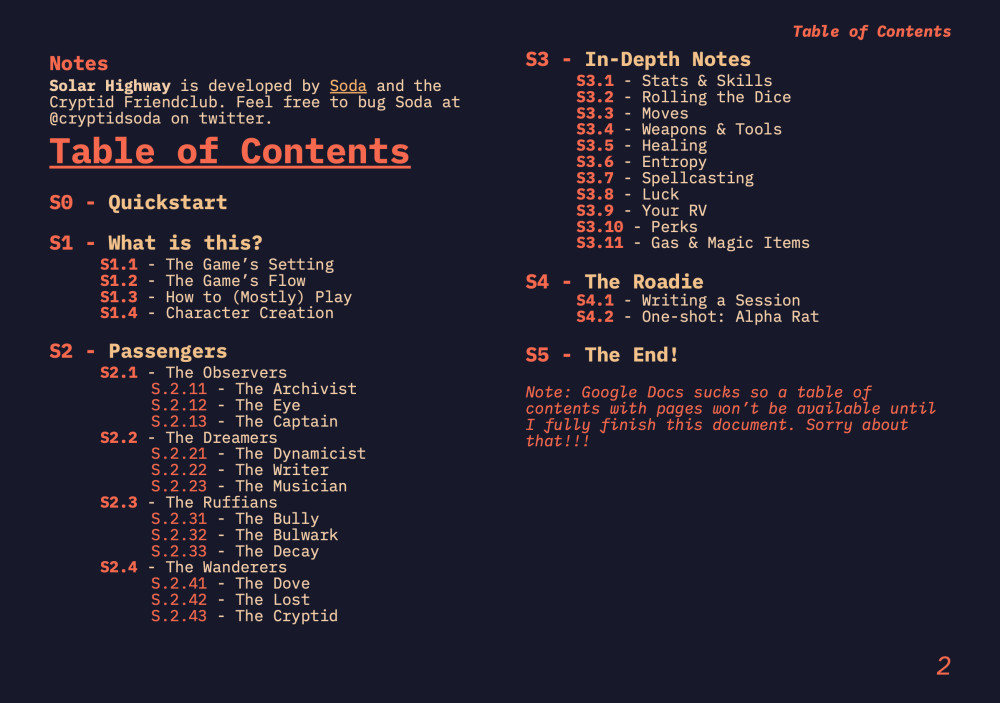 Table of Contents
Notes
Solar Highway is developed by Soda and the
Cryptid Friendclub. Feel free to bug Soda at
@cryptidsoda on twitter.
Table of Contents
S0 - Quickstart
S1 - What is this?
S1.1 - The Game’s Setting
S1.2 - The Game’s Flow
S1.3 - How to (Mostly) Play
S1.4 - Character Creation
S2 - Passengers
S2.1 - The Observers
S.2.11 - The Archivist
S.2.12 - The Eye
S.2.13 - The Captain
S2.2 - The Dreamers
S.2.21 - The Dynamicist
S.2.22 - The Writer
S.2.23 - The Musician
S2.3 - The Ruffians
S.2.31 - The Bully
S.2.32 - The Bulwark
S.2.33 - The Decay
S2.4 - The Wanderers
S.2.41 - The Dove
S.2.42 - The Lost
S.2.43 - The Cryptid
S3 - In-Depth Notes
S3.1 - Stats & Skills
S3.2 - Rolling the Dice
S3.3 - Moves
S3.4 - Weapons & Tools
S3.5 - Healing
S3.6 - Entropy
S3.7 - Spellcasting
S3.8 - Luck
S3.9 - Your RV
S3.10 - Perks
S3.11 - Gas & Magic Items
S4 - The Roadie
S4.1 - Writing a Session
S4.2 - One-shot: Alpha Rat
S5 - The End!
Note: Google Docs sucks so a table of
contents with pages won’t be available until
I fully finish this document. Sorry about
that!!!
2